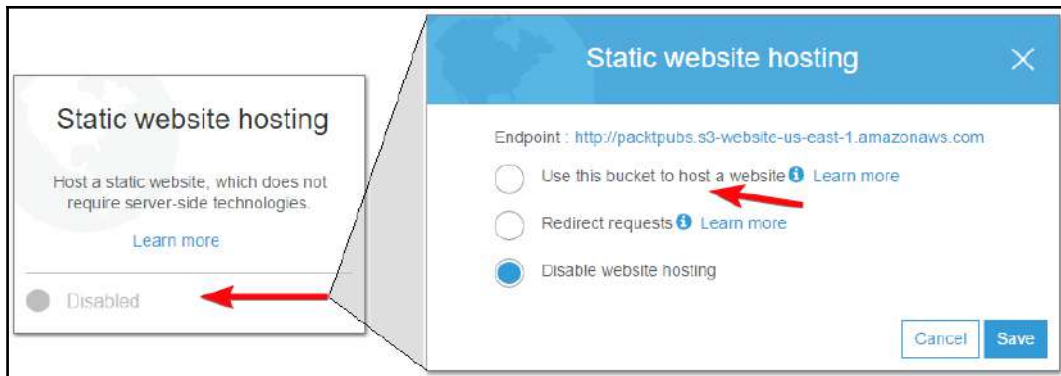 Static website hosting
Host a static website, which does not
require server-side technologies.
Learn more
Disabled
Static website hosting
Endpoint : http://packtpubs.s3-website-us-east-1.amazonaws.com
Use this bucket to host a website Learn more
Redirect requests Learn more
Disable website hosting
Cancel Save